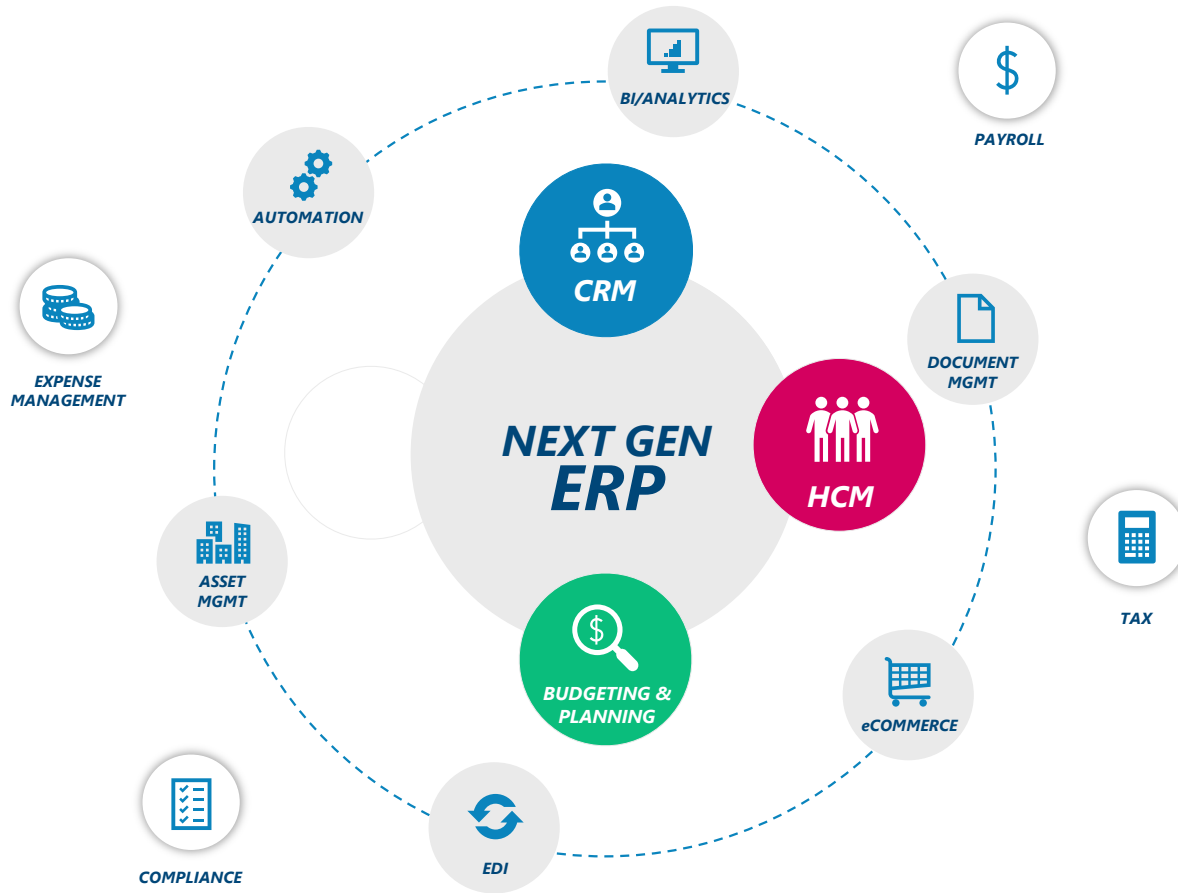 BI/ANALYTICS
PAYROLL
AUTOMATION
CRM
EXPENSE
MANAGEMENT
DOCUMENT
MGMT
NEXT GEN
ERP
HCM
ASSET
MGMT
TAX
BUDGETING &
PLANNING
eCOMMERCE
EDI
COMPLIANCE